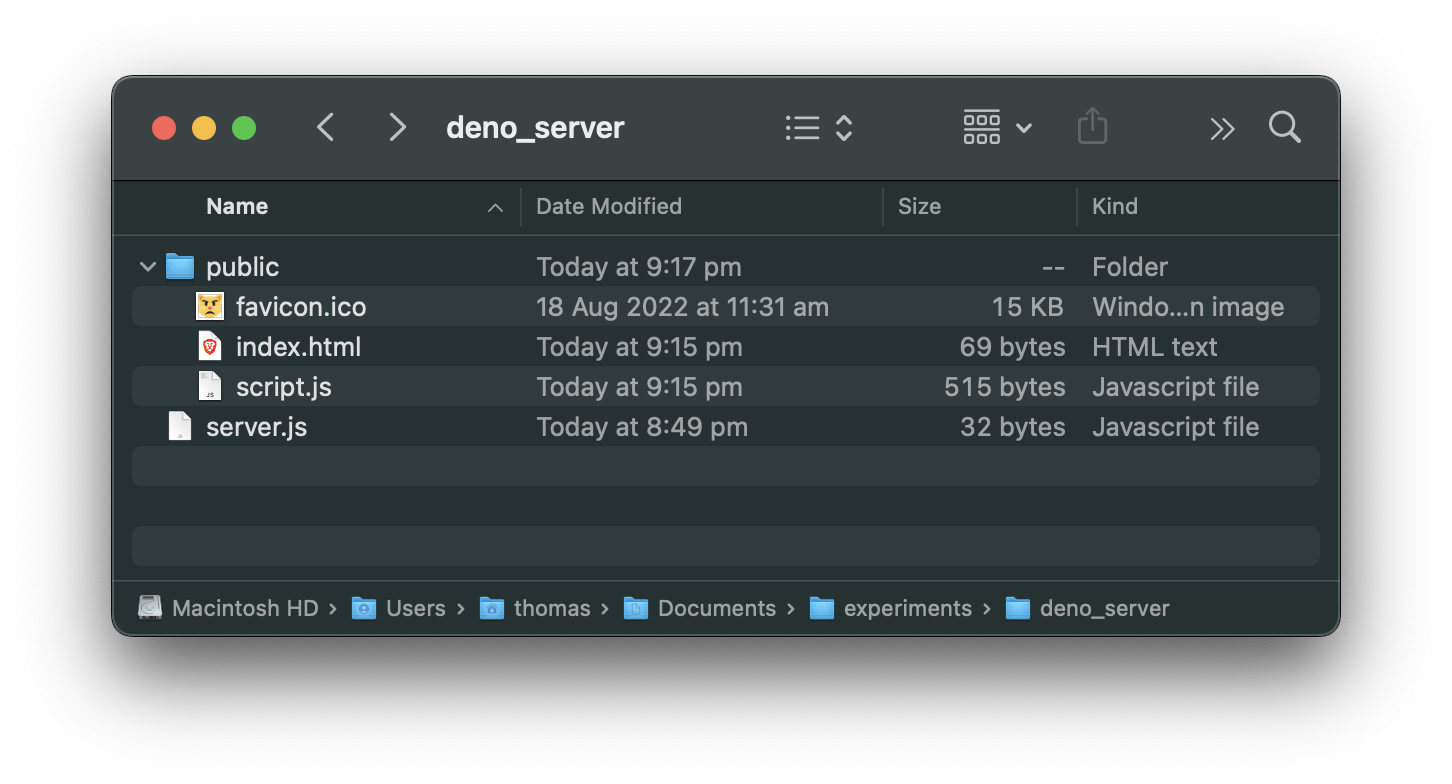 deno_server
Name Date Modified Size Kind
public Today at 9:17 pm -- Folder
favicon.ico 18 Aug 2022 at 11:31 am 15 KB Windo...n image
index.html Today at 9:15 pm 69 bytes HTML text
script.js Today at 9:15 pm 515 bytes Javascript file
server.js Today at 8:49 pm 32 bytes Javascript file
Macintosh HD › Users › thomas › Documents › experiments › deno_server